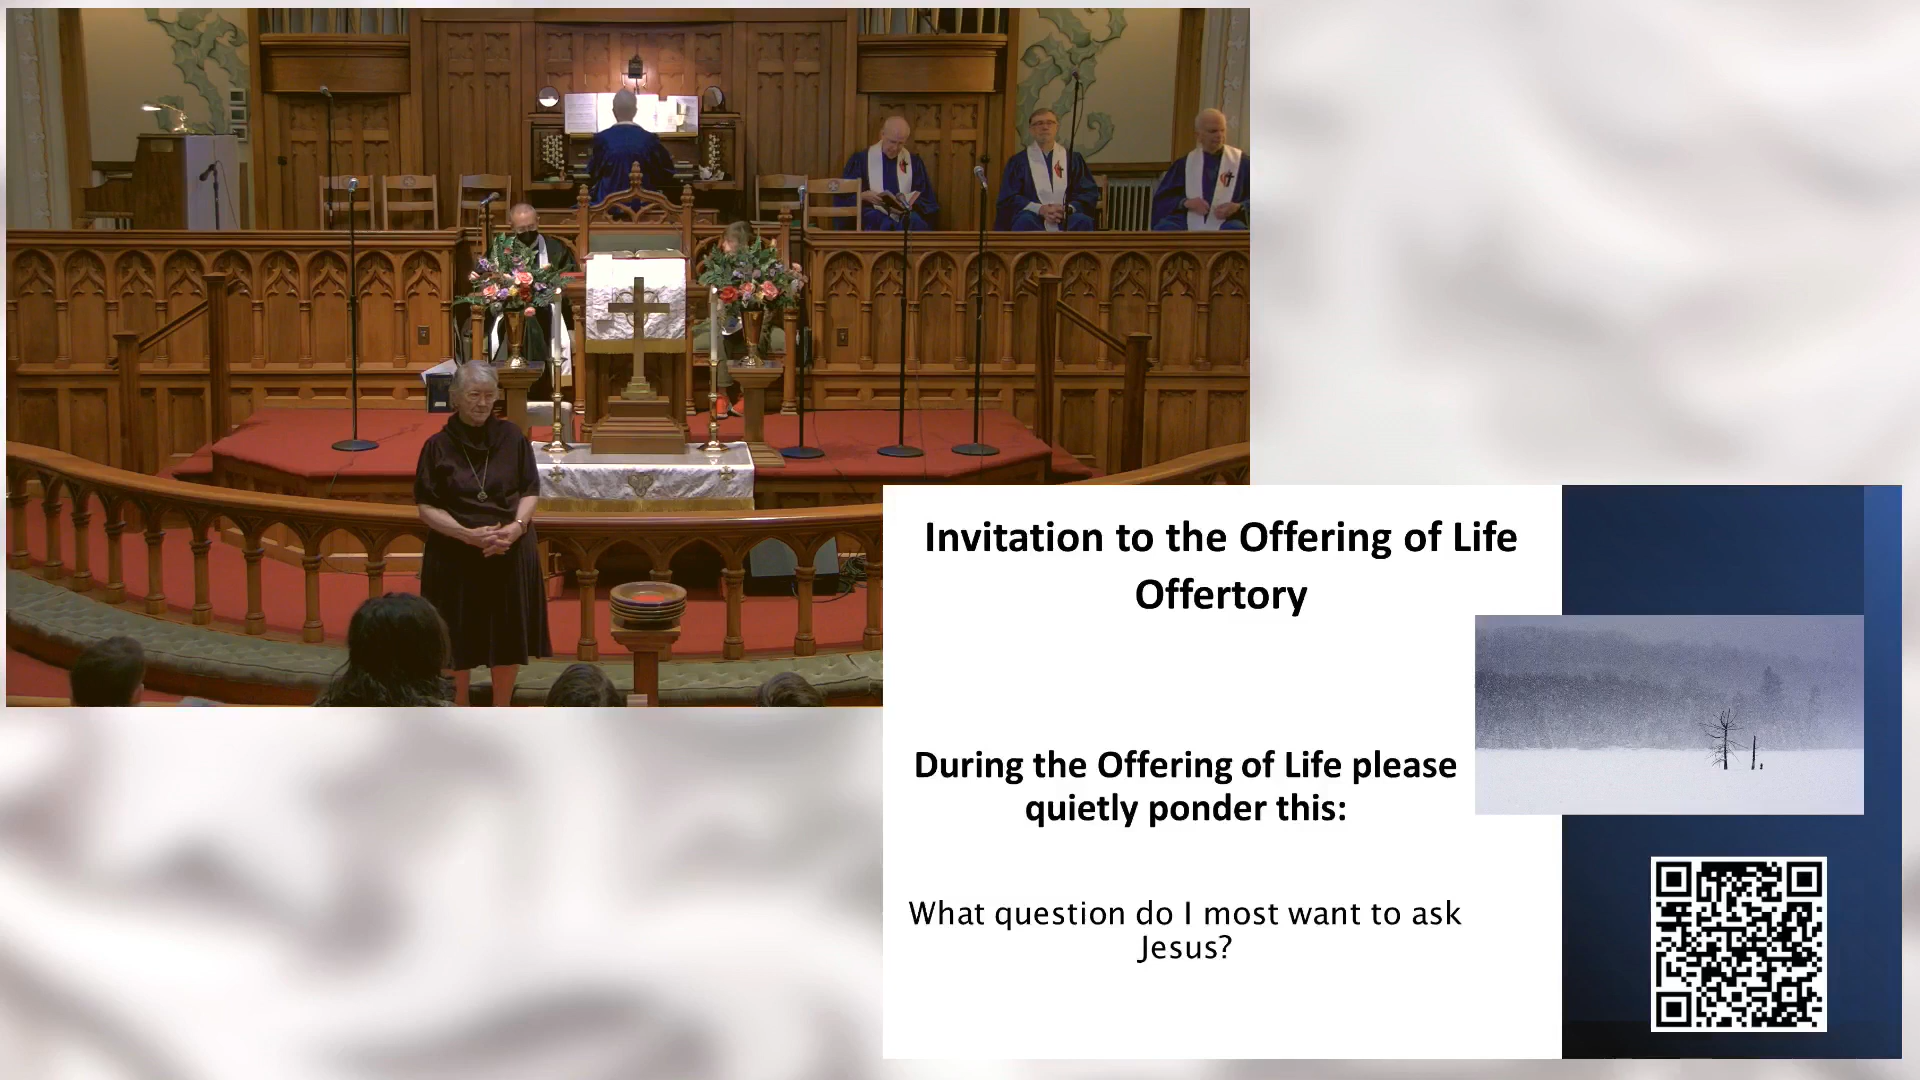 Invitation to the Offering of Life
Offertory
During the Offering of Life please
quietly ponder this:
What question do I most want to ask
Jesus?